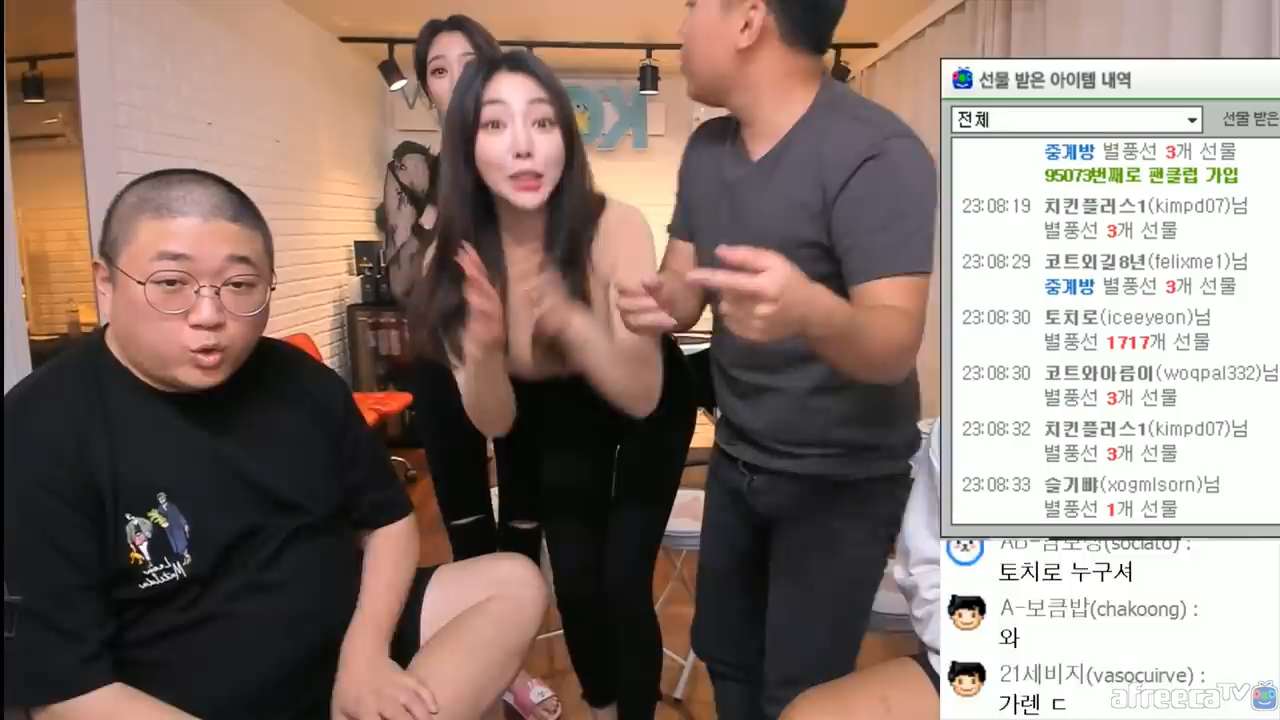 선물 받은 아이템 내역
전체
선물 받은
중계방 별풍선 3개 선물
95073번째로 팬클럽 가입
23:08:19 치킨플러스1(kimpd07)님
별풍선 3개 선물
23:08:29 코트외길8년(felixme1)님
중계방 별풍선 3개 선물
23:08:30 토치로(iceeyeon)님
별풍선 1717개 선물
23:08:30 코트와아름이(woqpal332)님
별풍선 3개 선물
23:08:32 치킨플러스1(kimpd07)님
별풍선 3개 선물
23:08:33 슬기빠(xogmlsorn)님
별풍선 1개 선물
(sociato) :
토치로 누구셔
A-보큼밥(chakoong) :
와
21세비지(vasocuirve) :
가렌 ㄷ
afreecaTV